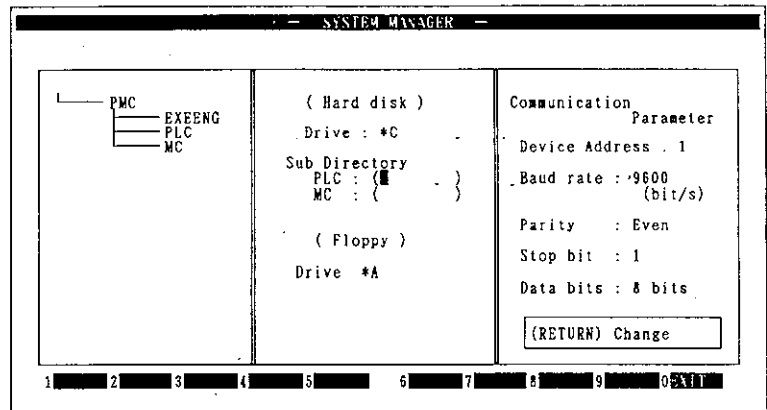 — SYSTEM MANAGER —
PMC
EXEENG
PLC
MC
( Hard disk )
Drive : *C
Sub Directory
PLC : ( )
MC : ( )
( Floppy )
Drive *A
Communication
Parameter
Device Address . 1
Baud rate : 9600
(bit/s)
Parity : Even
Stop bit : 1
Data bits : 8 bits
(RETURN) Change
1 2 3 4 5 6 7 8 9 0 EXIT